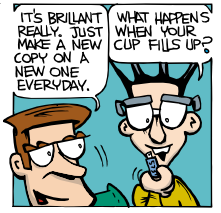 IT'S BRILLANT
REALLY. JUST
MAKE A NEW
COPY ON A
NEW ONE
EVERYDAY.
WHAT HAPPENS
WHEN YOUR
CUP FILLS UP?